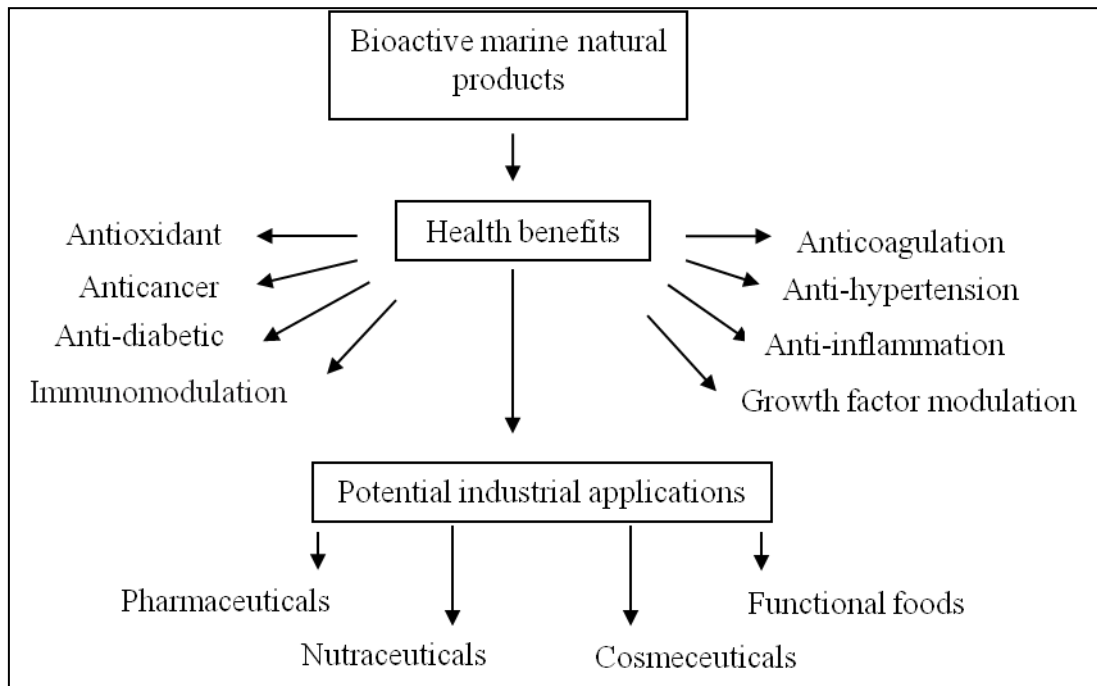 Bioactive marine natural
products
Health benefits
Antioxidant
Anticancer
Anti-diabetic
Immunomodulation
Anticoagulation
Anti-hypertension
Anti-inflammation
Growth factor modulation
Potential industrial applications
Pharmaceuticals
Nutraceuticals
Cosmeceuticals
Functional foods